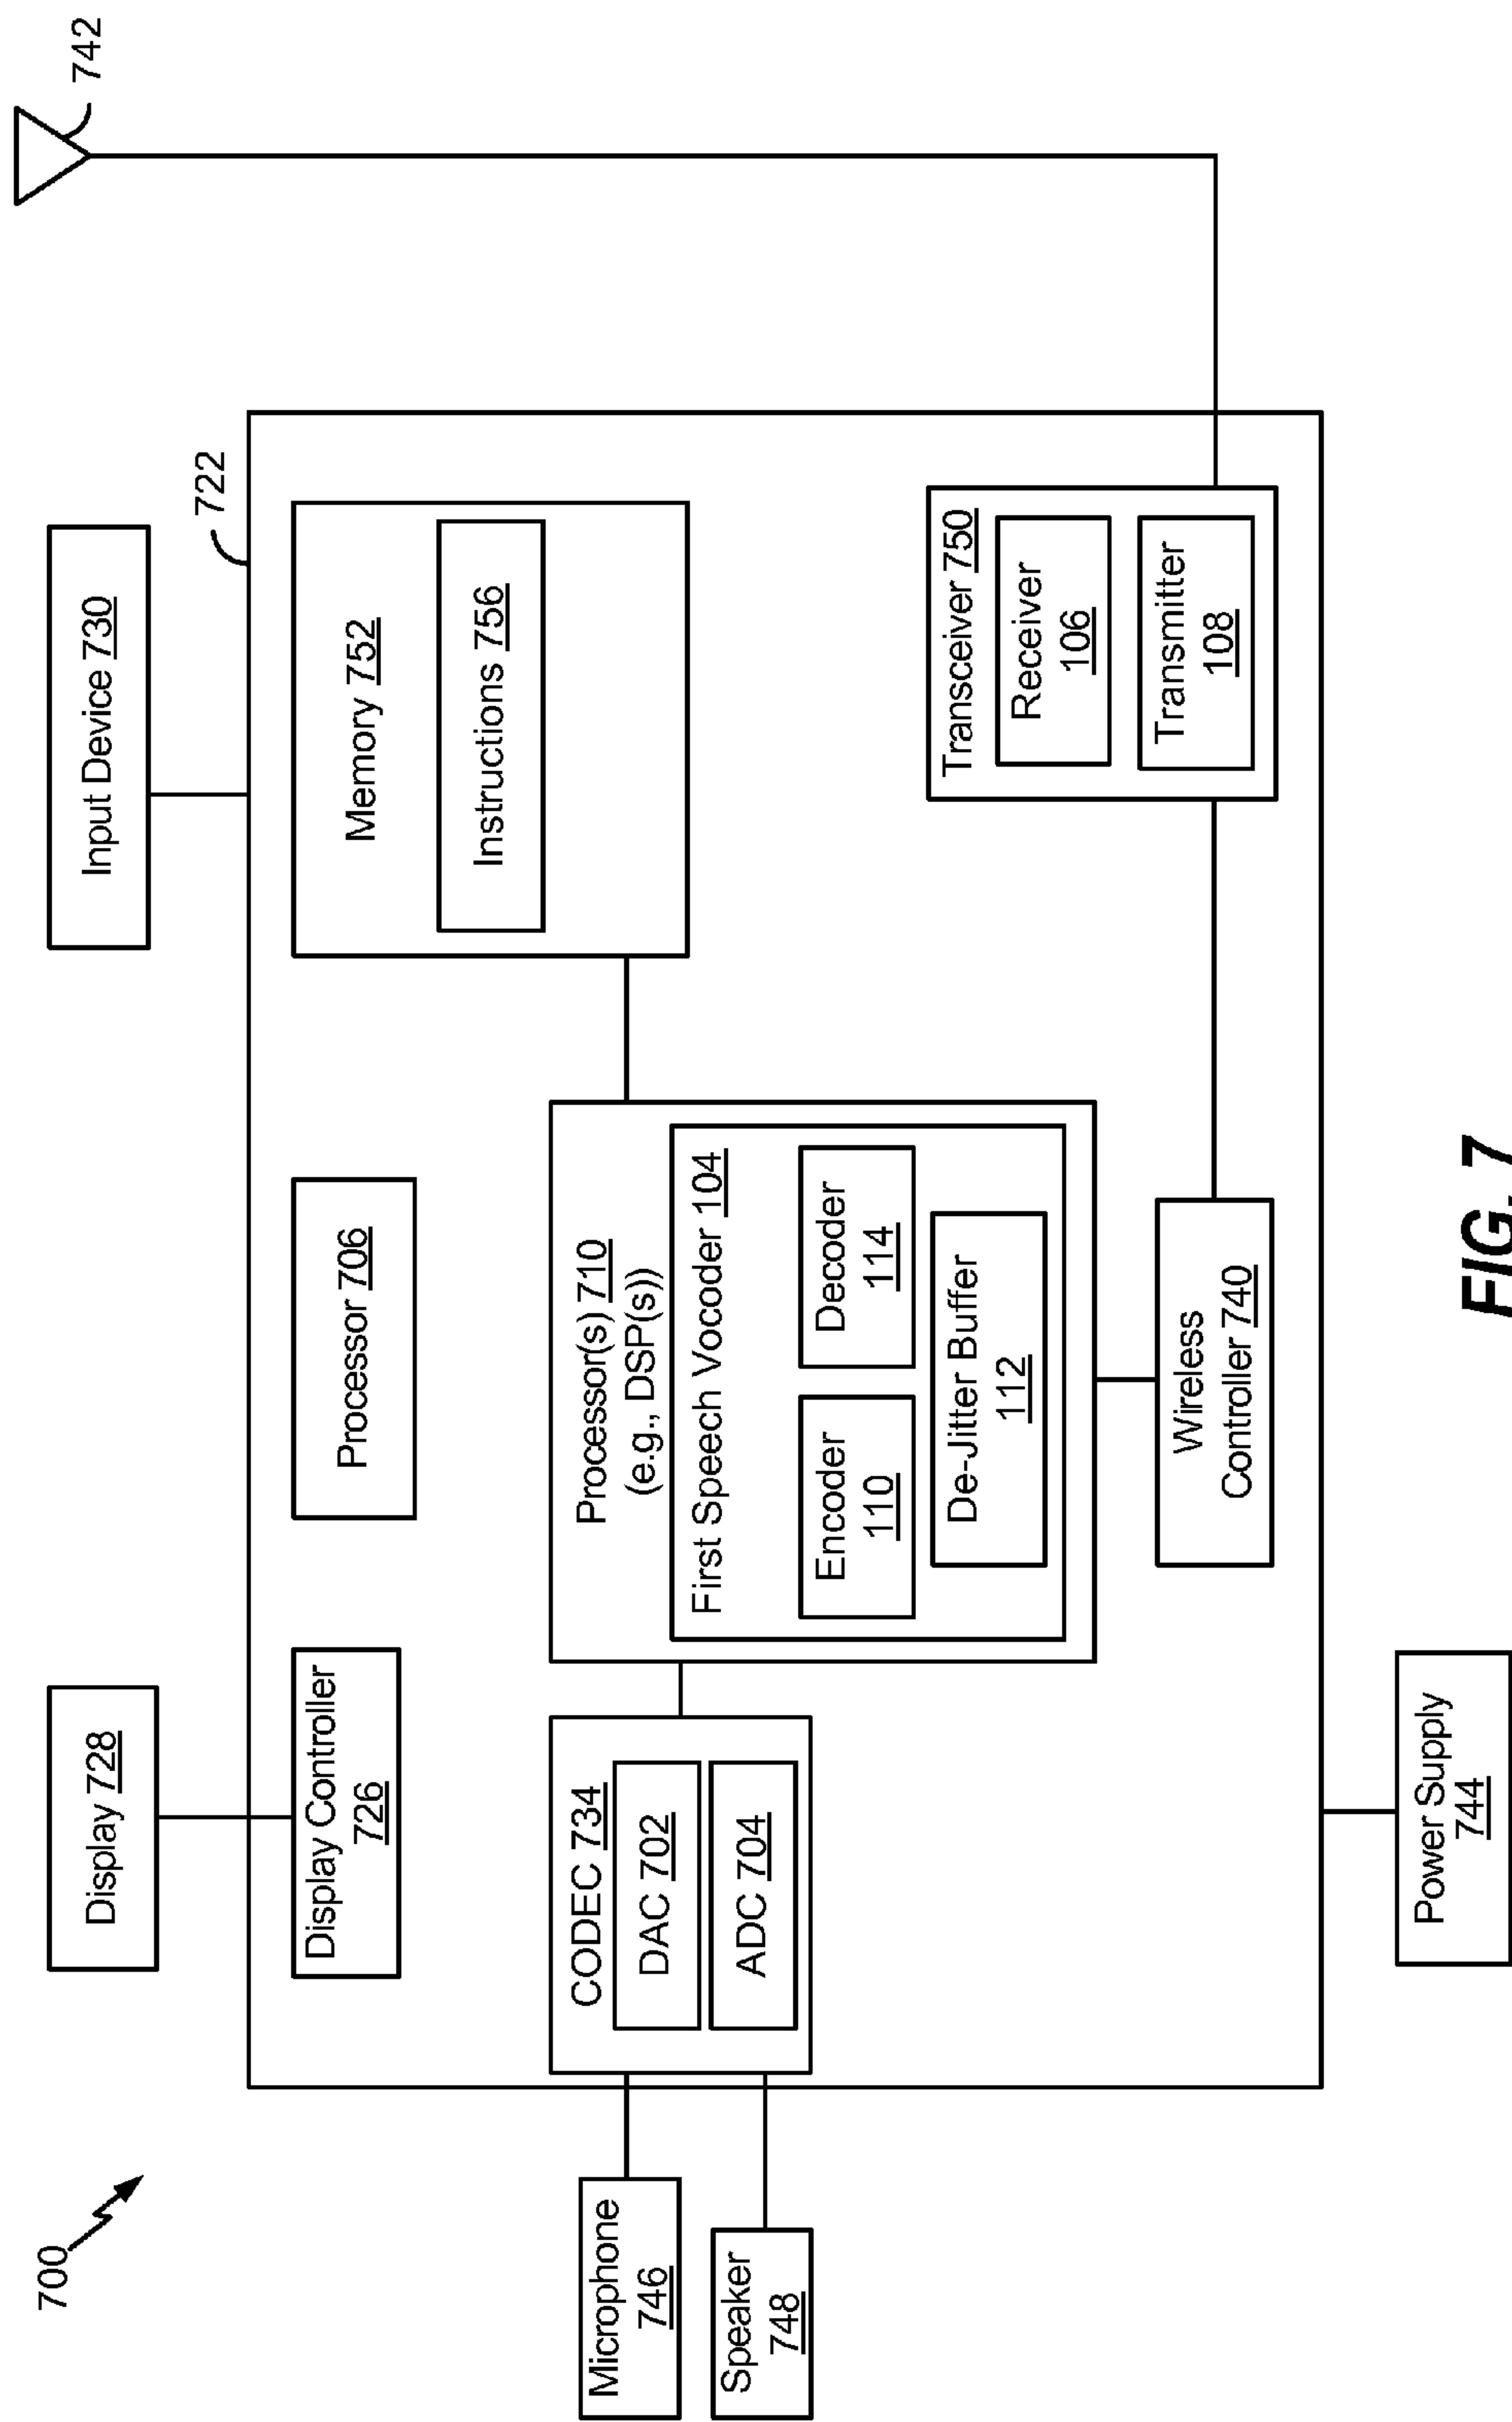 700
742
Display 728
Input Device 730
722
Display Controller
726
Processor 706
Memory 752
Instructions 756
Microphone
746
Speaker
748
CODEC 734
DAC 702
ADC 704
Processor(s) 710
(e.g., DSP(s))
First Speech Vocoder 104
Encoder
110
Decoder
114
De-Jitter Buffer
112
Transceiver 750
Receiver
106
Transmitter
108
Wireless
Controller 740
Power Supply
744
FIG. 7